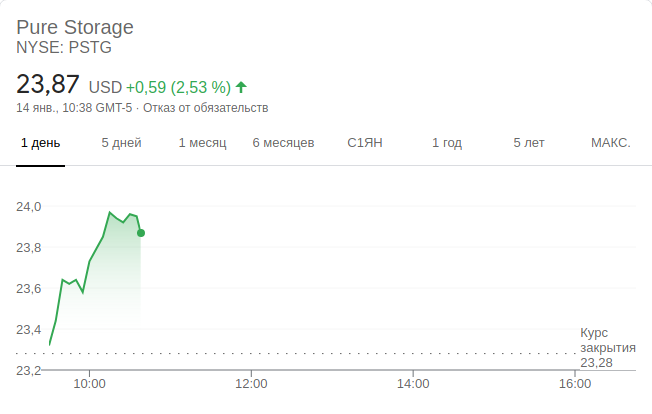 Pure Storage
NYSE: PSTG
23,87 USD +0,59 (2,53 %)
14 янв., 10:38 GMT-5 · Отказ от обязательств
1 день 5 дней 1 месяц 6 месяцев С1ЯН 1 год 5 лет МАКС.
24,0
23,8
23,6
23,4
Курс
закрытия
23,28
23,2
10:00 12:00 14:00 16:00